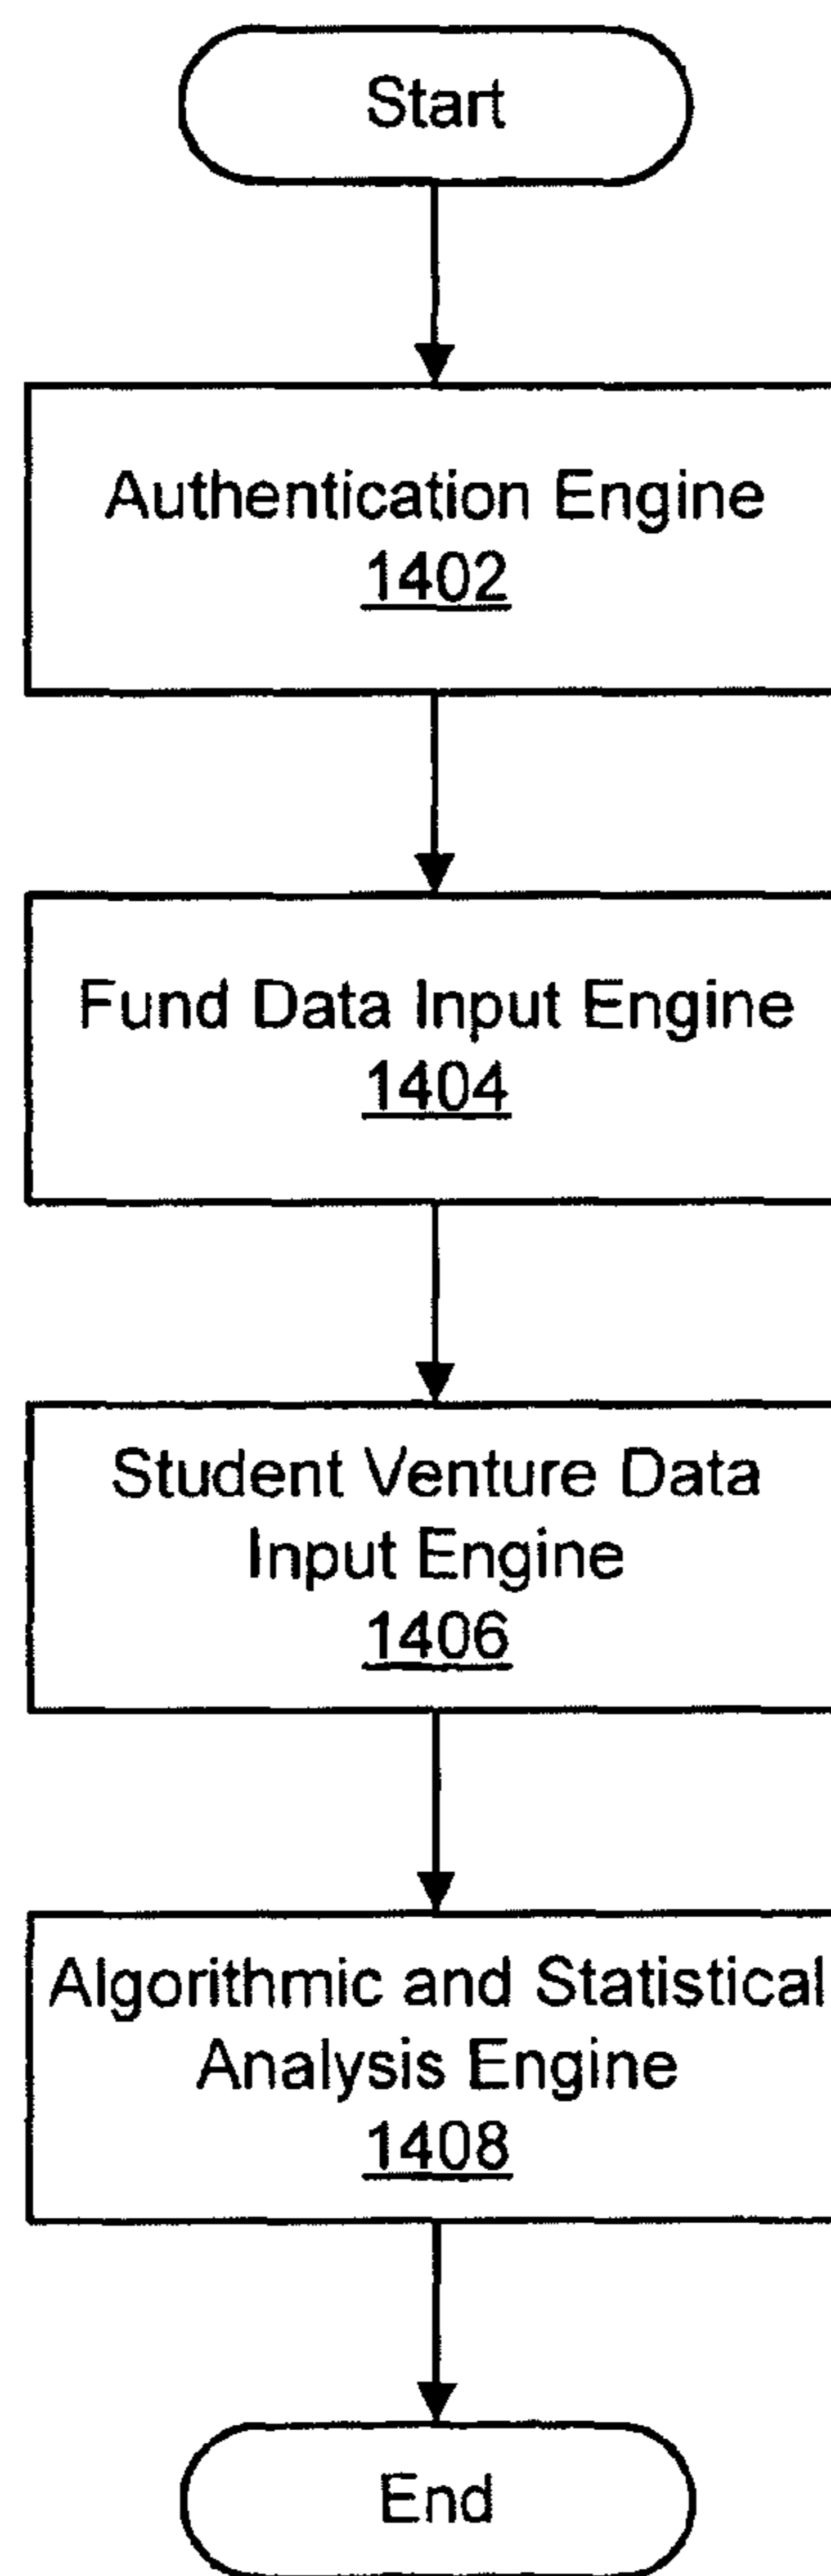 Start
Authentication Engine
1402
Fund Data Input Engine
1404
Student Venture Data
Input Engine
1406
Algorithmic and Statistical
Analysis Engine
1408
End